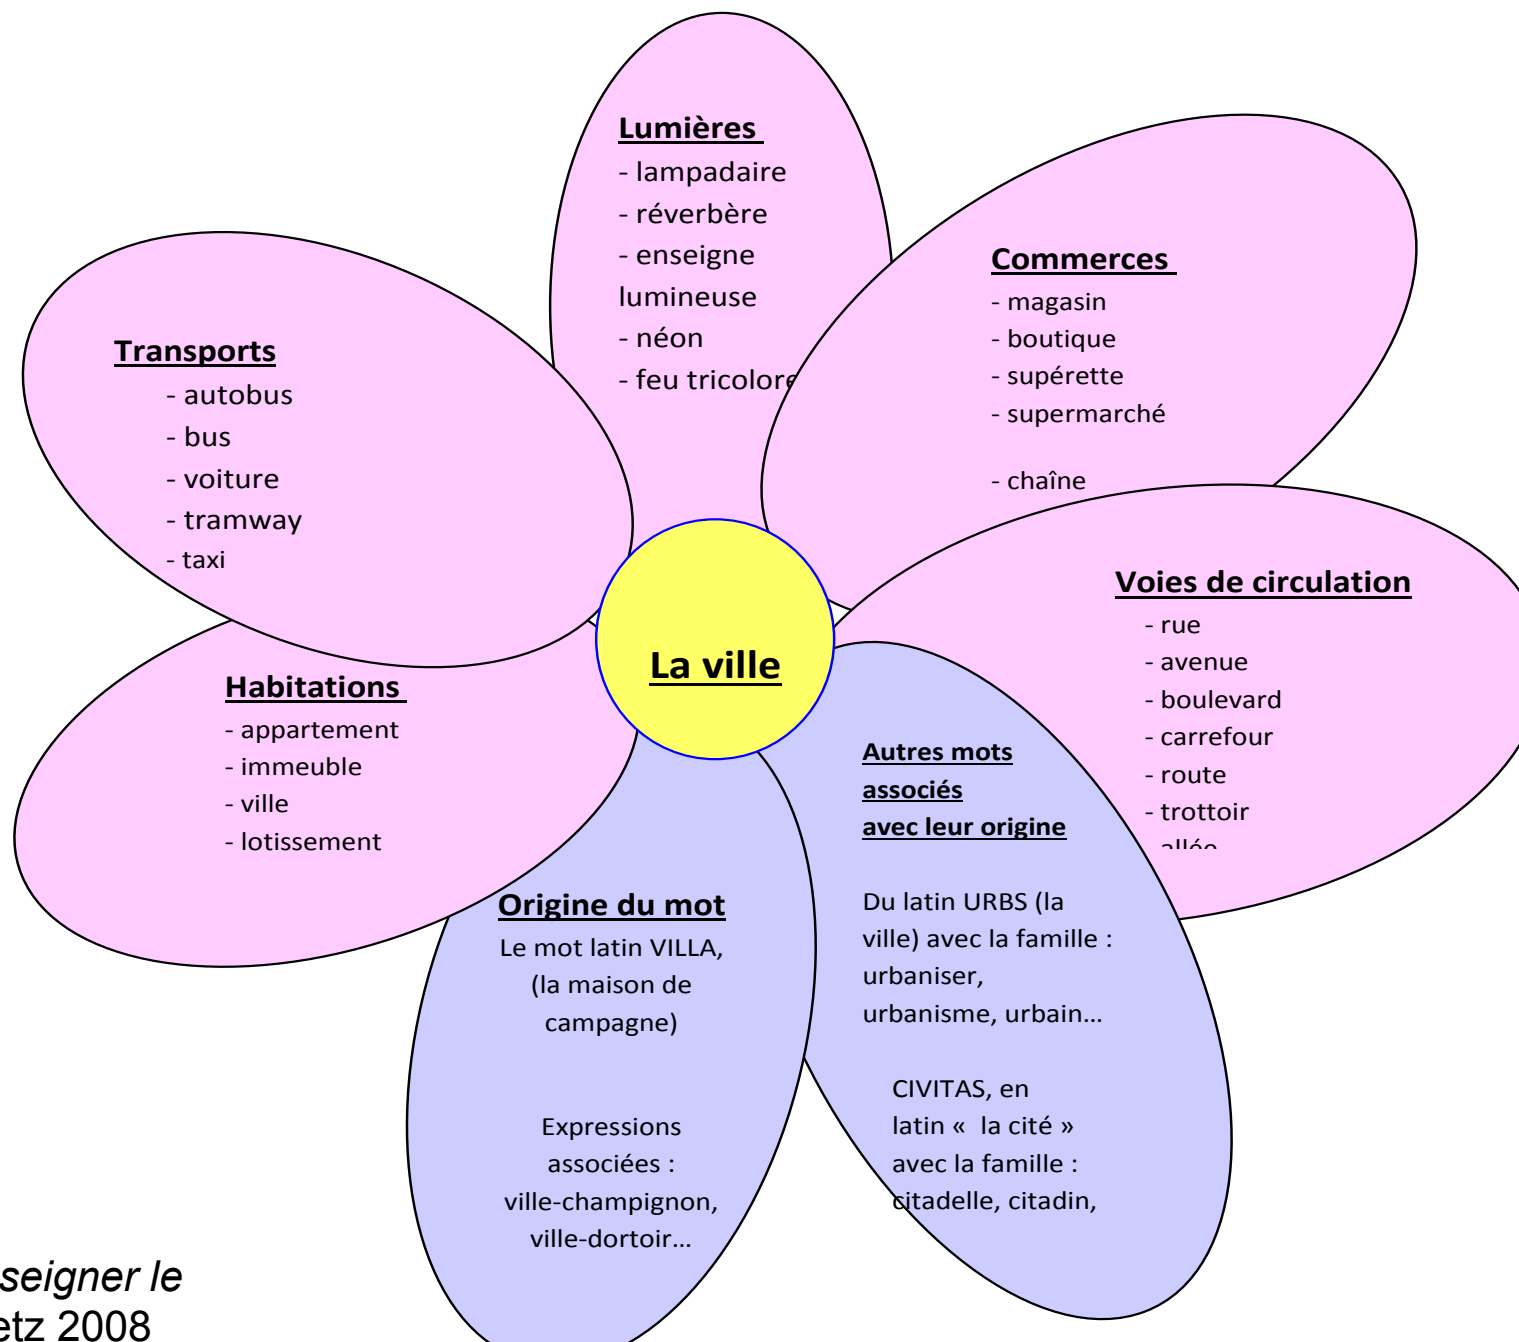 Lumières
- lampadaire
- réverbère
- enseigne
lumineuse
- néon
- feu tricolore
Commerces
- magasin
- boutique
- supérette
- supermarché
- chaîne
Transports
- autobus
- bus
- voiture
- tramway
- taxi
Voies de circulation
- rue
- avenue
- boulevard
- carrefour
- route
- trottoir
- allée
La ville
Habitations
- appartement
- immeuble
- ville
- lotissement
Autres mots
associés
avec leur origine
Du latin URBS (la
ville) avec la famille :
urbaniser,
urbanisme, urbain...
CIVITAS, en
latin « la cité »
avec la famille :
citadelle, citadin,
Origine du mot
Le mot latin VILLA,
(la maison de
campagne)
Expressions
associées :
ville-champignon,
ville-dortoir...
seigner le
etz 2008